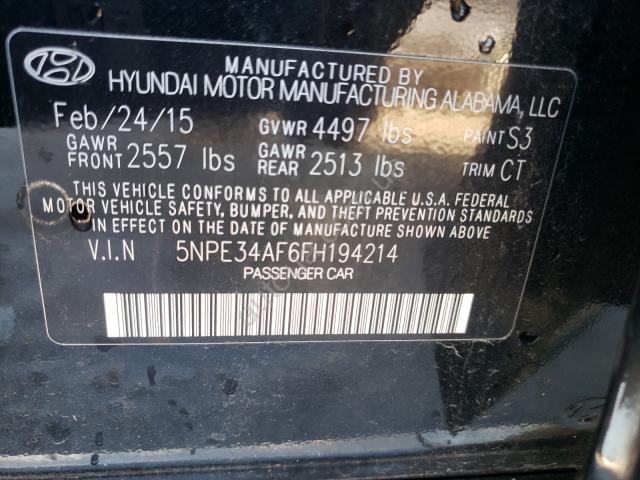 MANUFACTURED BY
HYUNDAI MOTOR MANUFACTURING ALABAMA, LLC
Feb/24/15 GVWR 4497 lbs PAINT S3
GAWR FRONT 2557 lbs GAWR REAR 2513 lbs TRIM CT
THIS VEHICLE CONFORMS TO ALL APPLICABLE U.S.A. FEDERAL
MOTOR VEHICLE SAFETY, BUMPER, AND THEFT PREVENTION STANDARDS
IN EFFECT ON THE DATE OF MANUFACTURE SHOWN ABOVE.
V.I.N 5NPE34AF6FH194214
PASSENGER CAR